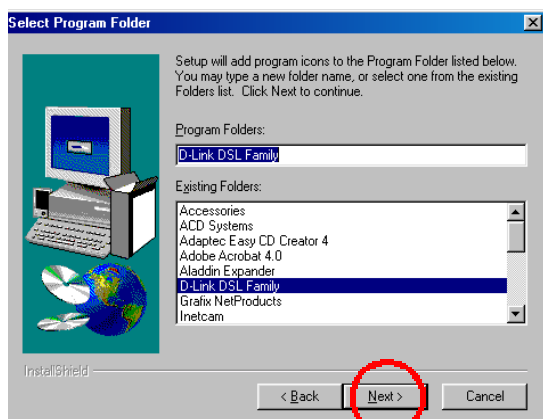 Select Program Folder
Setup will add program icons to the Program Folder listed below.
You may type a new folder name, or select one from the existing
Folders list. Click Next to continue.
Program Folders:
D-Link DSL Family
Existing Folders:
Accessories
ACD Systems
Adaptec Easy CD Creator 4
Adobe Acrobat 4.0
Aladdin Expander
D-Link DSL Family
Grafix NetProducts
Inetcam
InstallShield
< Back Next > Cancel